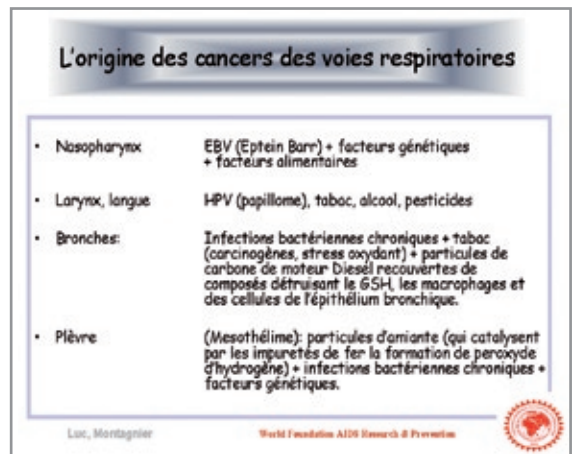 L'origine des cancers des voies respiratoires
• Nasopharynx EBV (Eptein Barr) + facteurs génétiques
+ facteurs alimentaires
• Larynx, langue HPV (papillome), tabac, alcool, pesticides
• Bronches: Infections bactériennes chroniques + tabac
(carcinogènes, stress oxydant) + particules de
carbone de moteur Diesel recouvertes de
composés détruisant le GSH, les macrophages et
des cellules de l'épithélium bronchique.
• Plèvre (Mesothélime): particules d'amiante (qui catalysent
par les impuretés de fer la formation de peroxyde
d'hydrogène) + infections bactériennes chroniques +
facteurs génétiques.
Luc, Montagnier World Foundation AIDS Research & Prevention